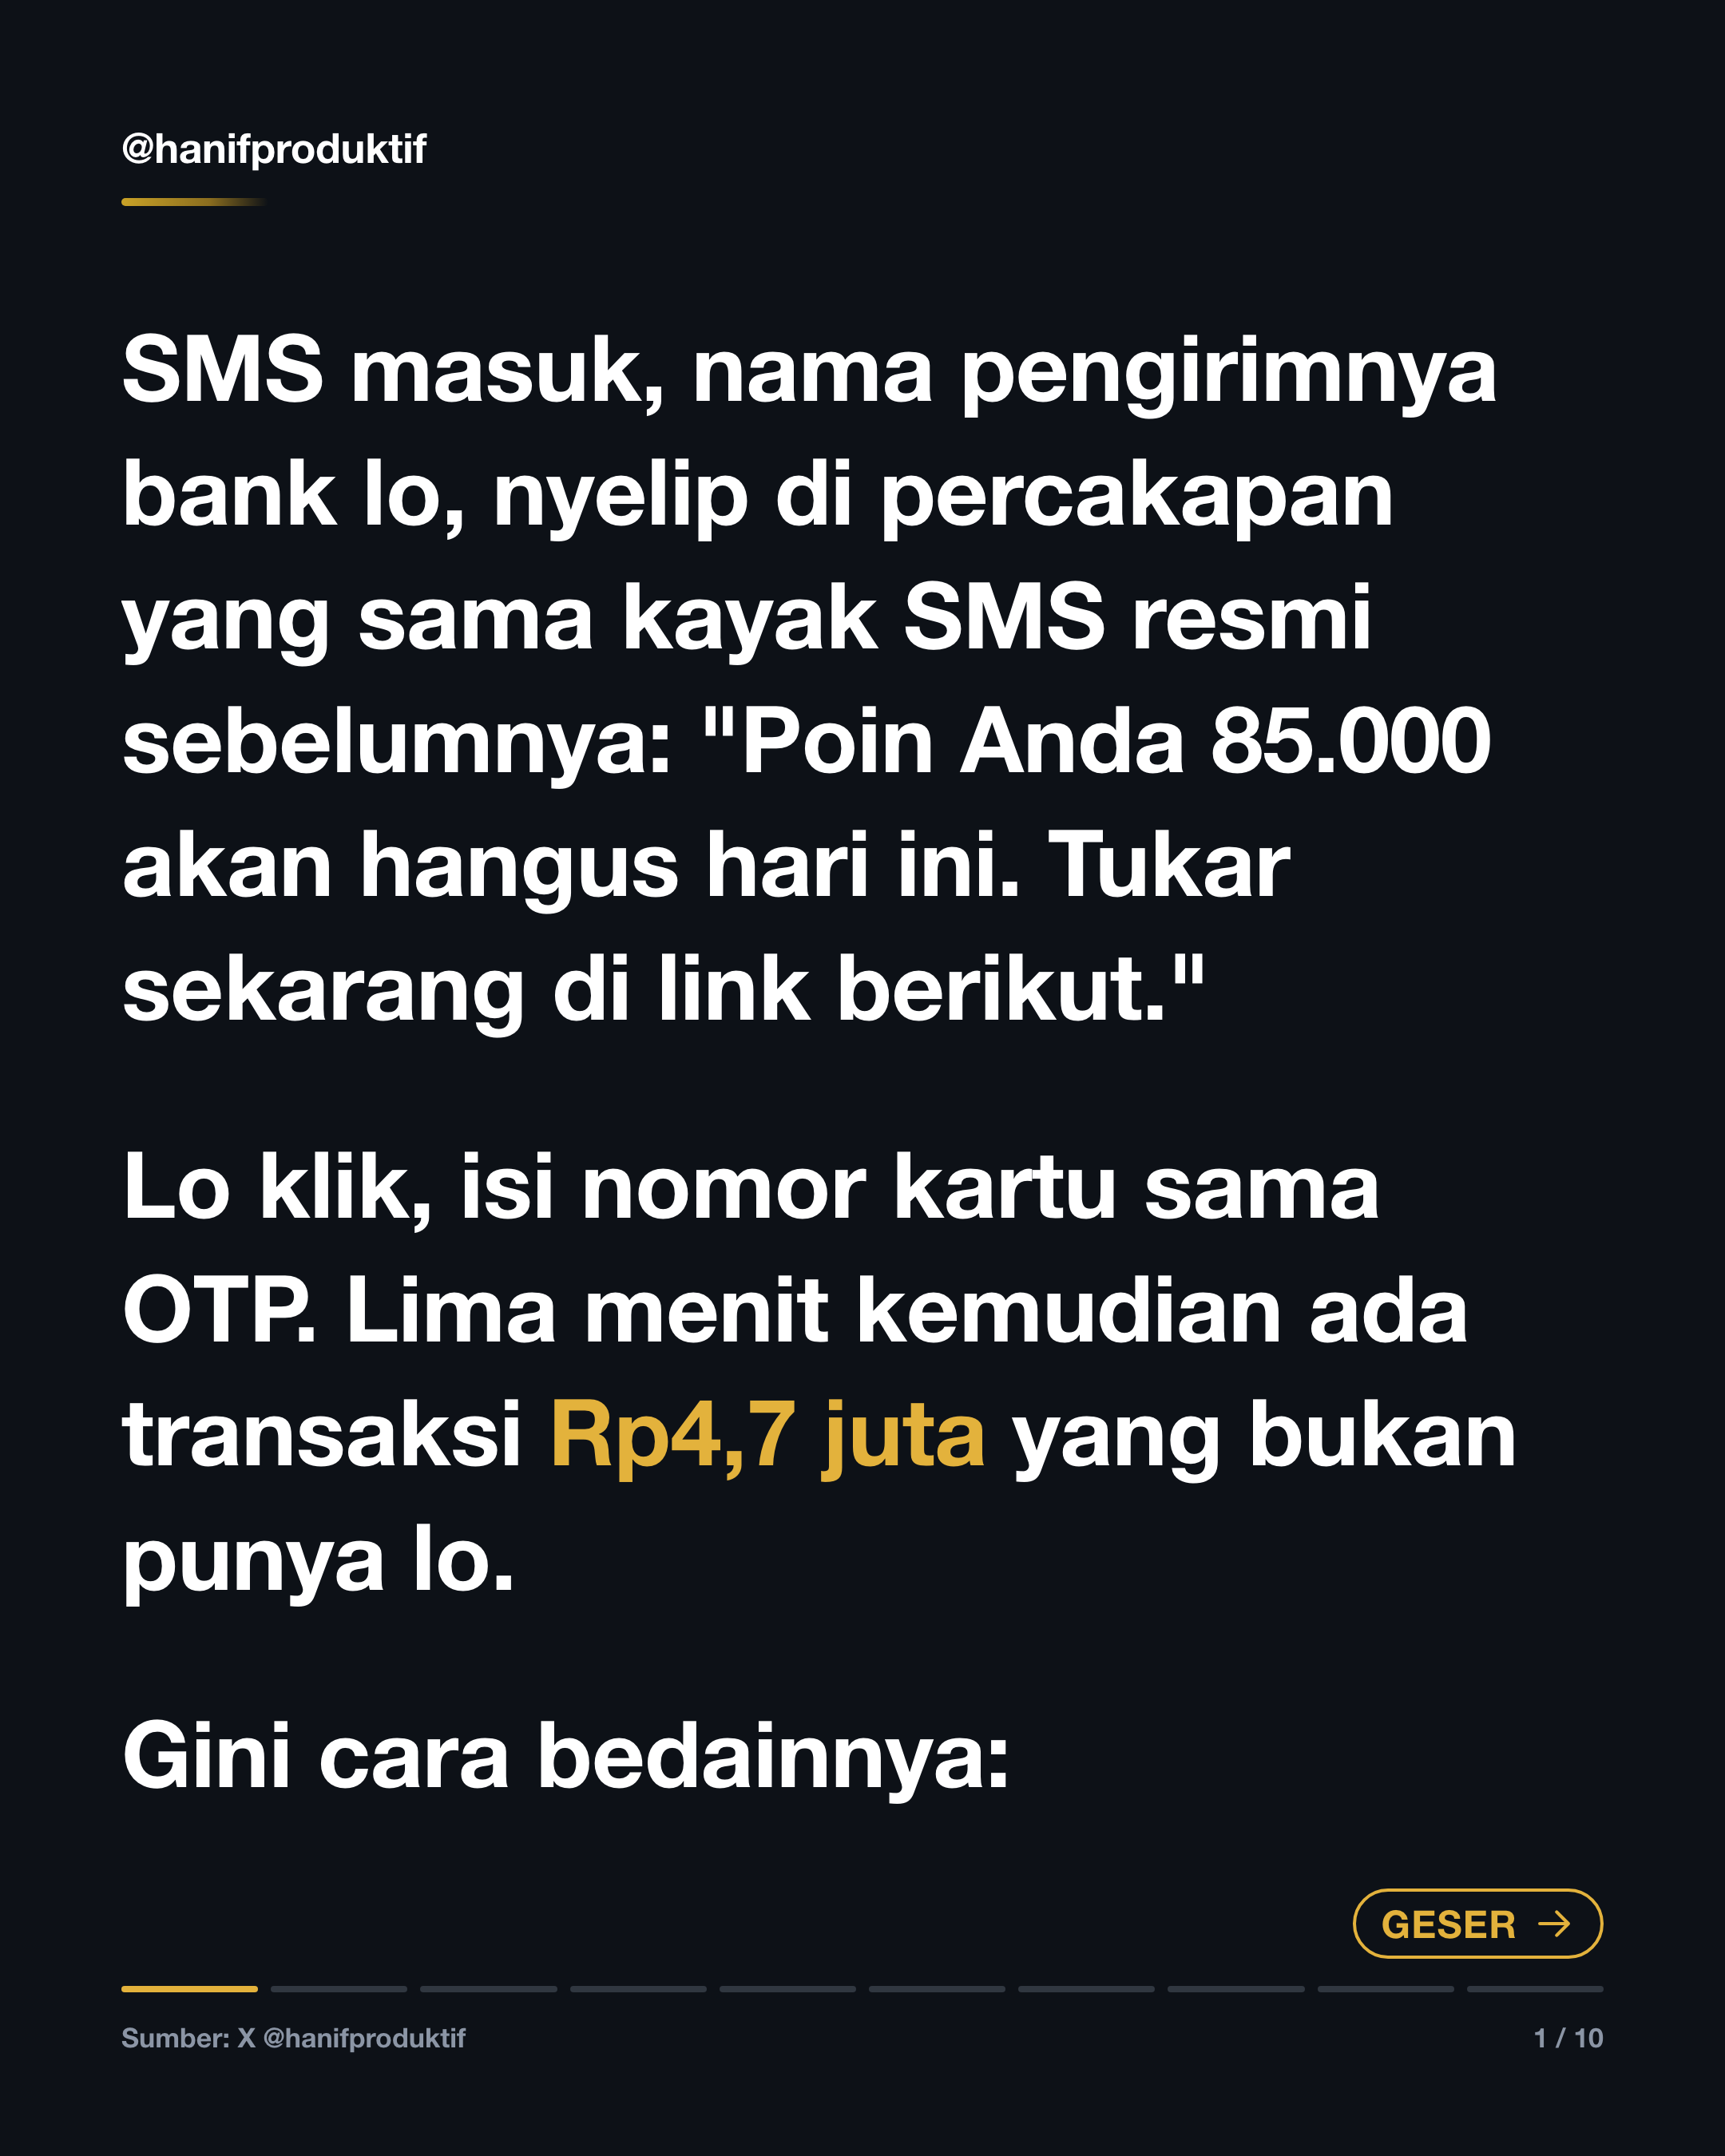 @hanifproduktif
SMS masuk, nama pengirimnya
bank lo, nyelip di percakapan
yang sama kayak SMS resmi
sebelumnya: "Poin Anda 85.000
akan hangus hari ini. Tukar
sekarang di link berikut."
Lo klik, isi nomor kartu sama
OTP. Lima menit kemudian ada
transaksi Rp4,7 juta yang bukan
punya lo.
Gini cara bedainnya:
GESER →
Sumber: X @hanifproduktif
1 / 10